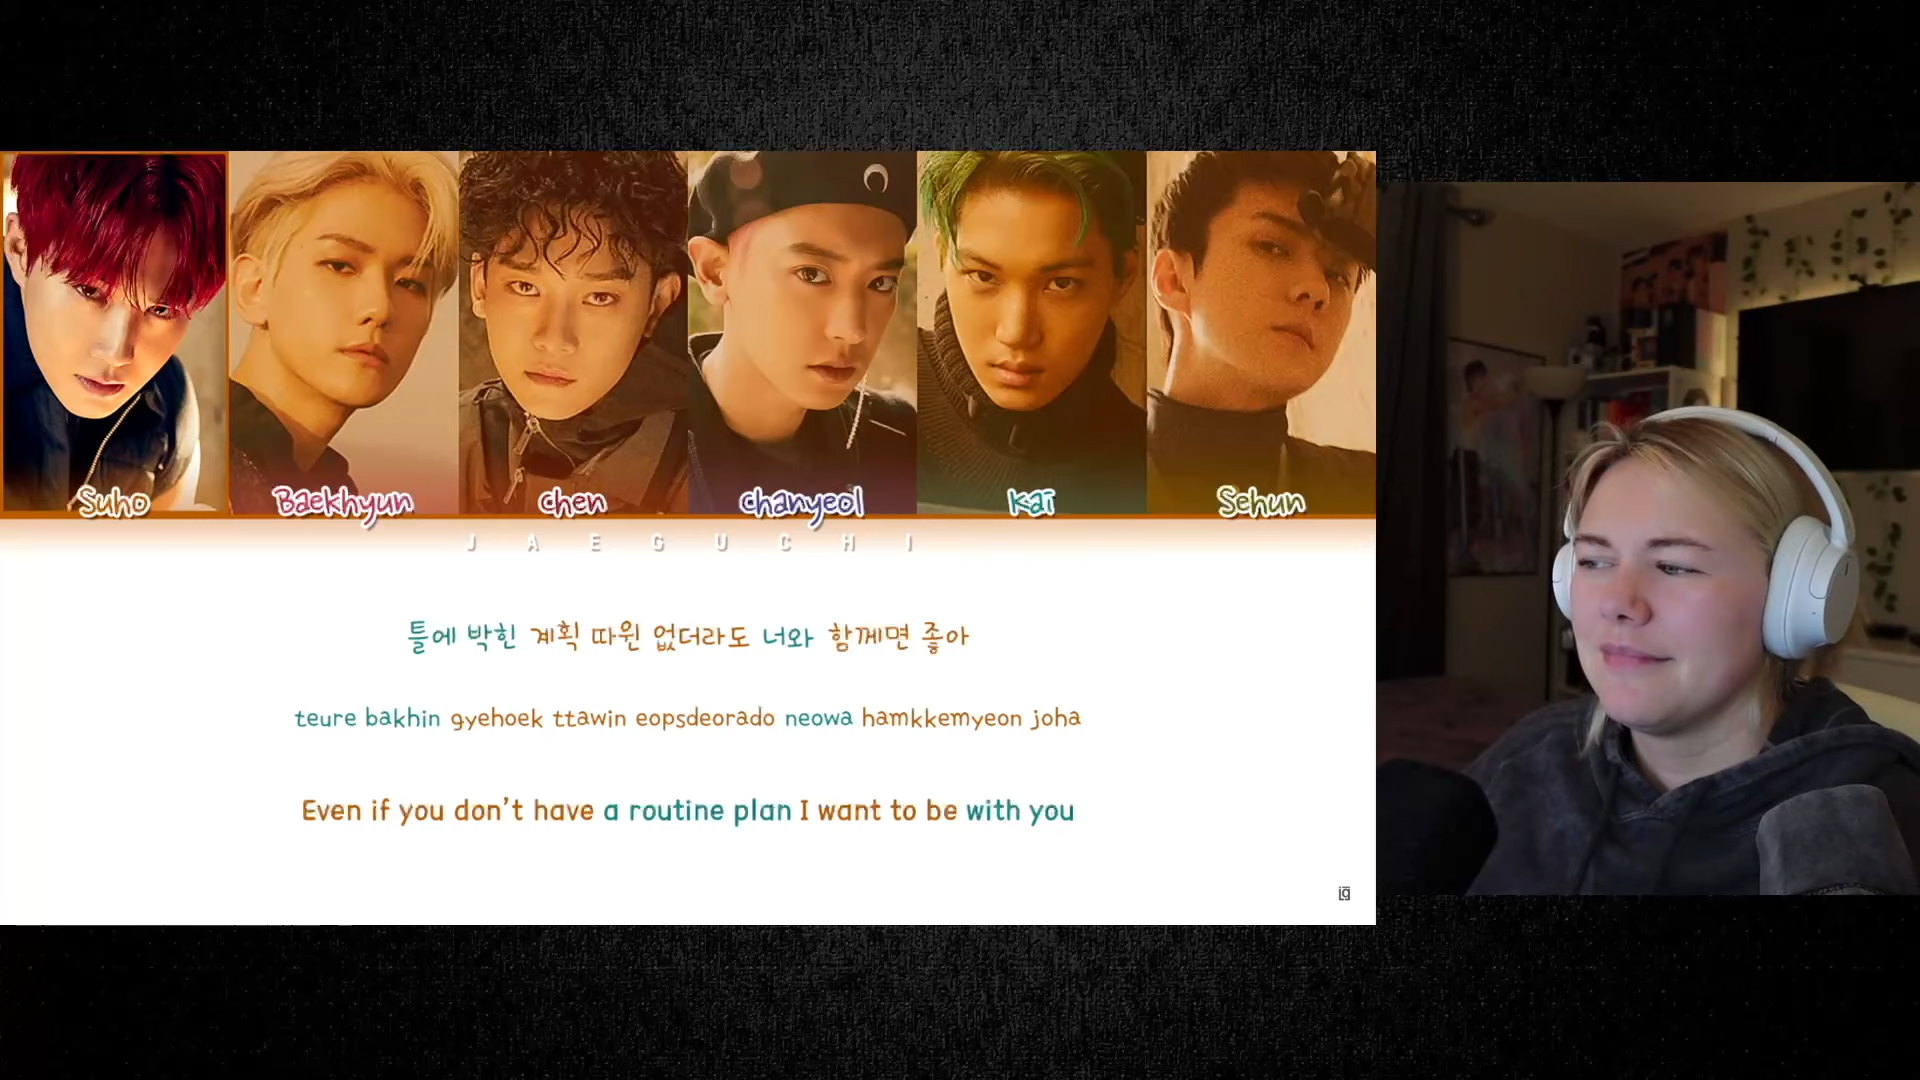 Suho Baekhyun chen chanyeol Kai Sehun
J A E G U C H I
틀에 박힌 계획 따윈 없더라도 너와 함께면 좋아
teure bakhin gyehoek ttawin eopsdeorado neowa hamkkemyeon joha
Even if you don't have a routine plan I want to be with you